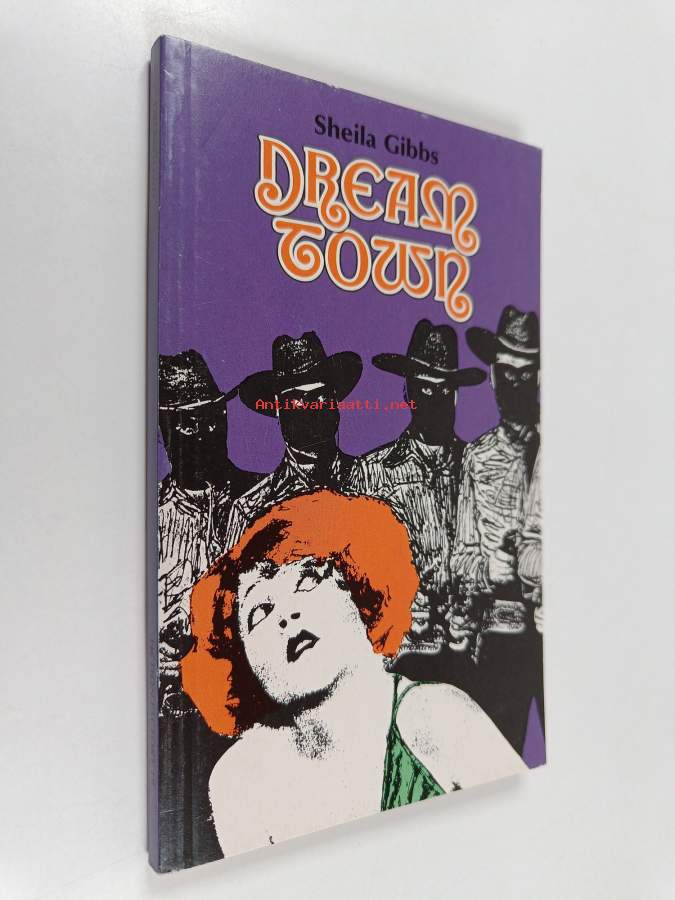 Sheila Gibbs
DREAM
TOWN
Antikvariaatti.net